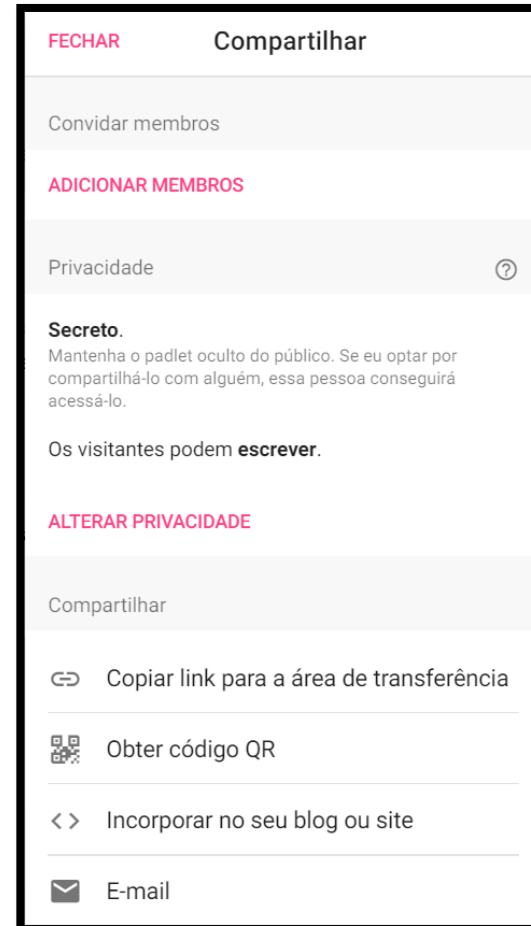 FECHAR Compartilhar
Convidar membros
ADICIONAR MEMBROS
Privacidade
Secreto.
Mantenha o padlet oculto do público. Se eu optar por
compartilhá-lo com alguém, essa pessoa conseguirá
acessá-lo.
Os visitantes podem escrever.
ALTERAR PRIVACIDADE
Compartilhar
Copiar link para a área de transferência
Obter código QR
Incorporar no seu blog ou site
E-mail